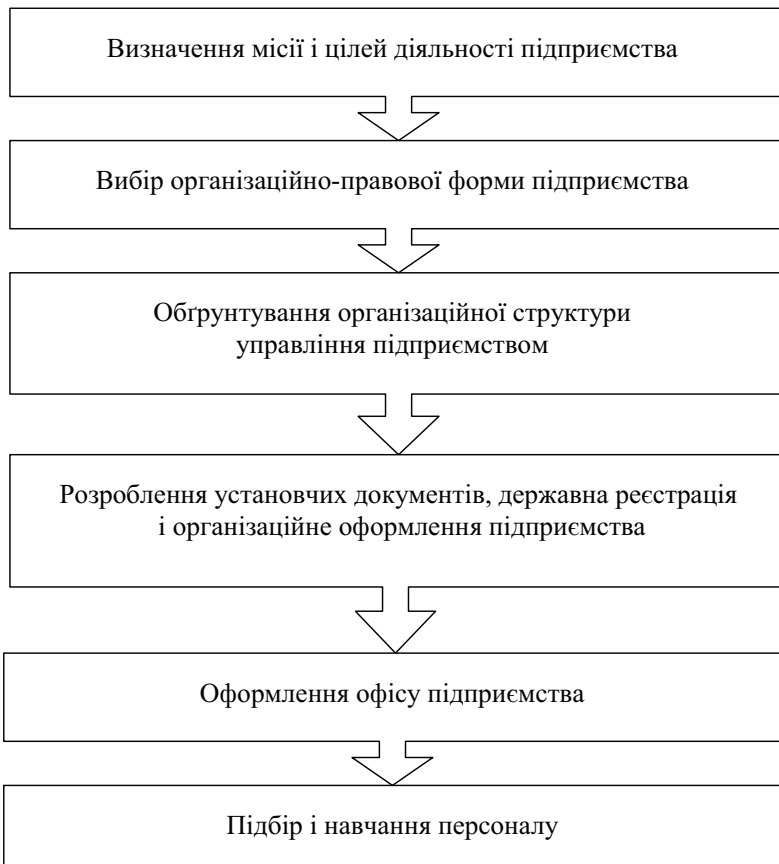 Визначення місії і цілей діяльності підприємства
Вибір організаційно-правової форми підприємства
Обґрунтування організаційної структури
управління підприємством
Розроблення установчих документів, державна реєстрація
і організаційне оформлення підприємства
Оформлення офісу підприємства
Підбір і навчання персоналу